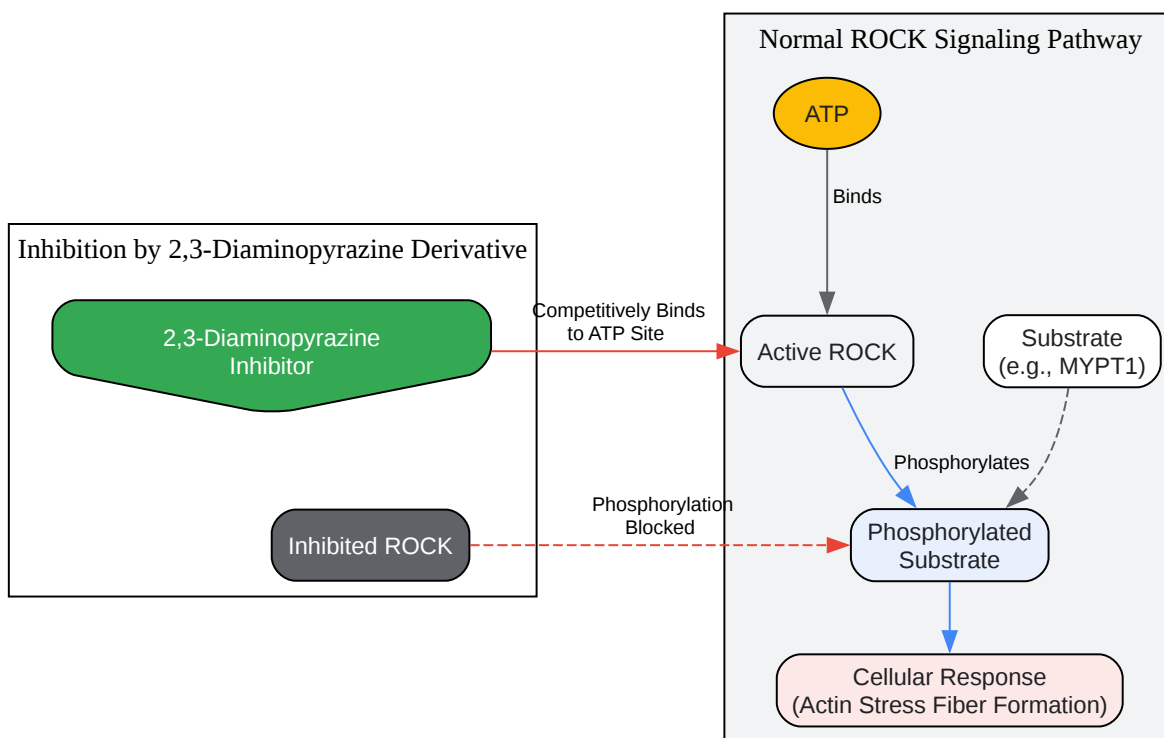 Normal ROCK Signaling Pathway
ATP
Binds
Inhibition by 2,3-Diaminopyrazine Derivative
2,3-Diaminopyrazine
Inhibitor
Competitively Binds
to ATP Site
Active ROCK
Substrate
(e.g., MYPT1)
Phosphorylates
Inhibited ROCK
Phosphorylation
Blocked
Phosphorylated
Substrate
Cellular Response
(Actin Stress Fiber Formation)